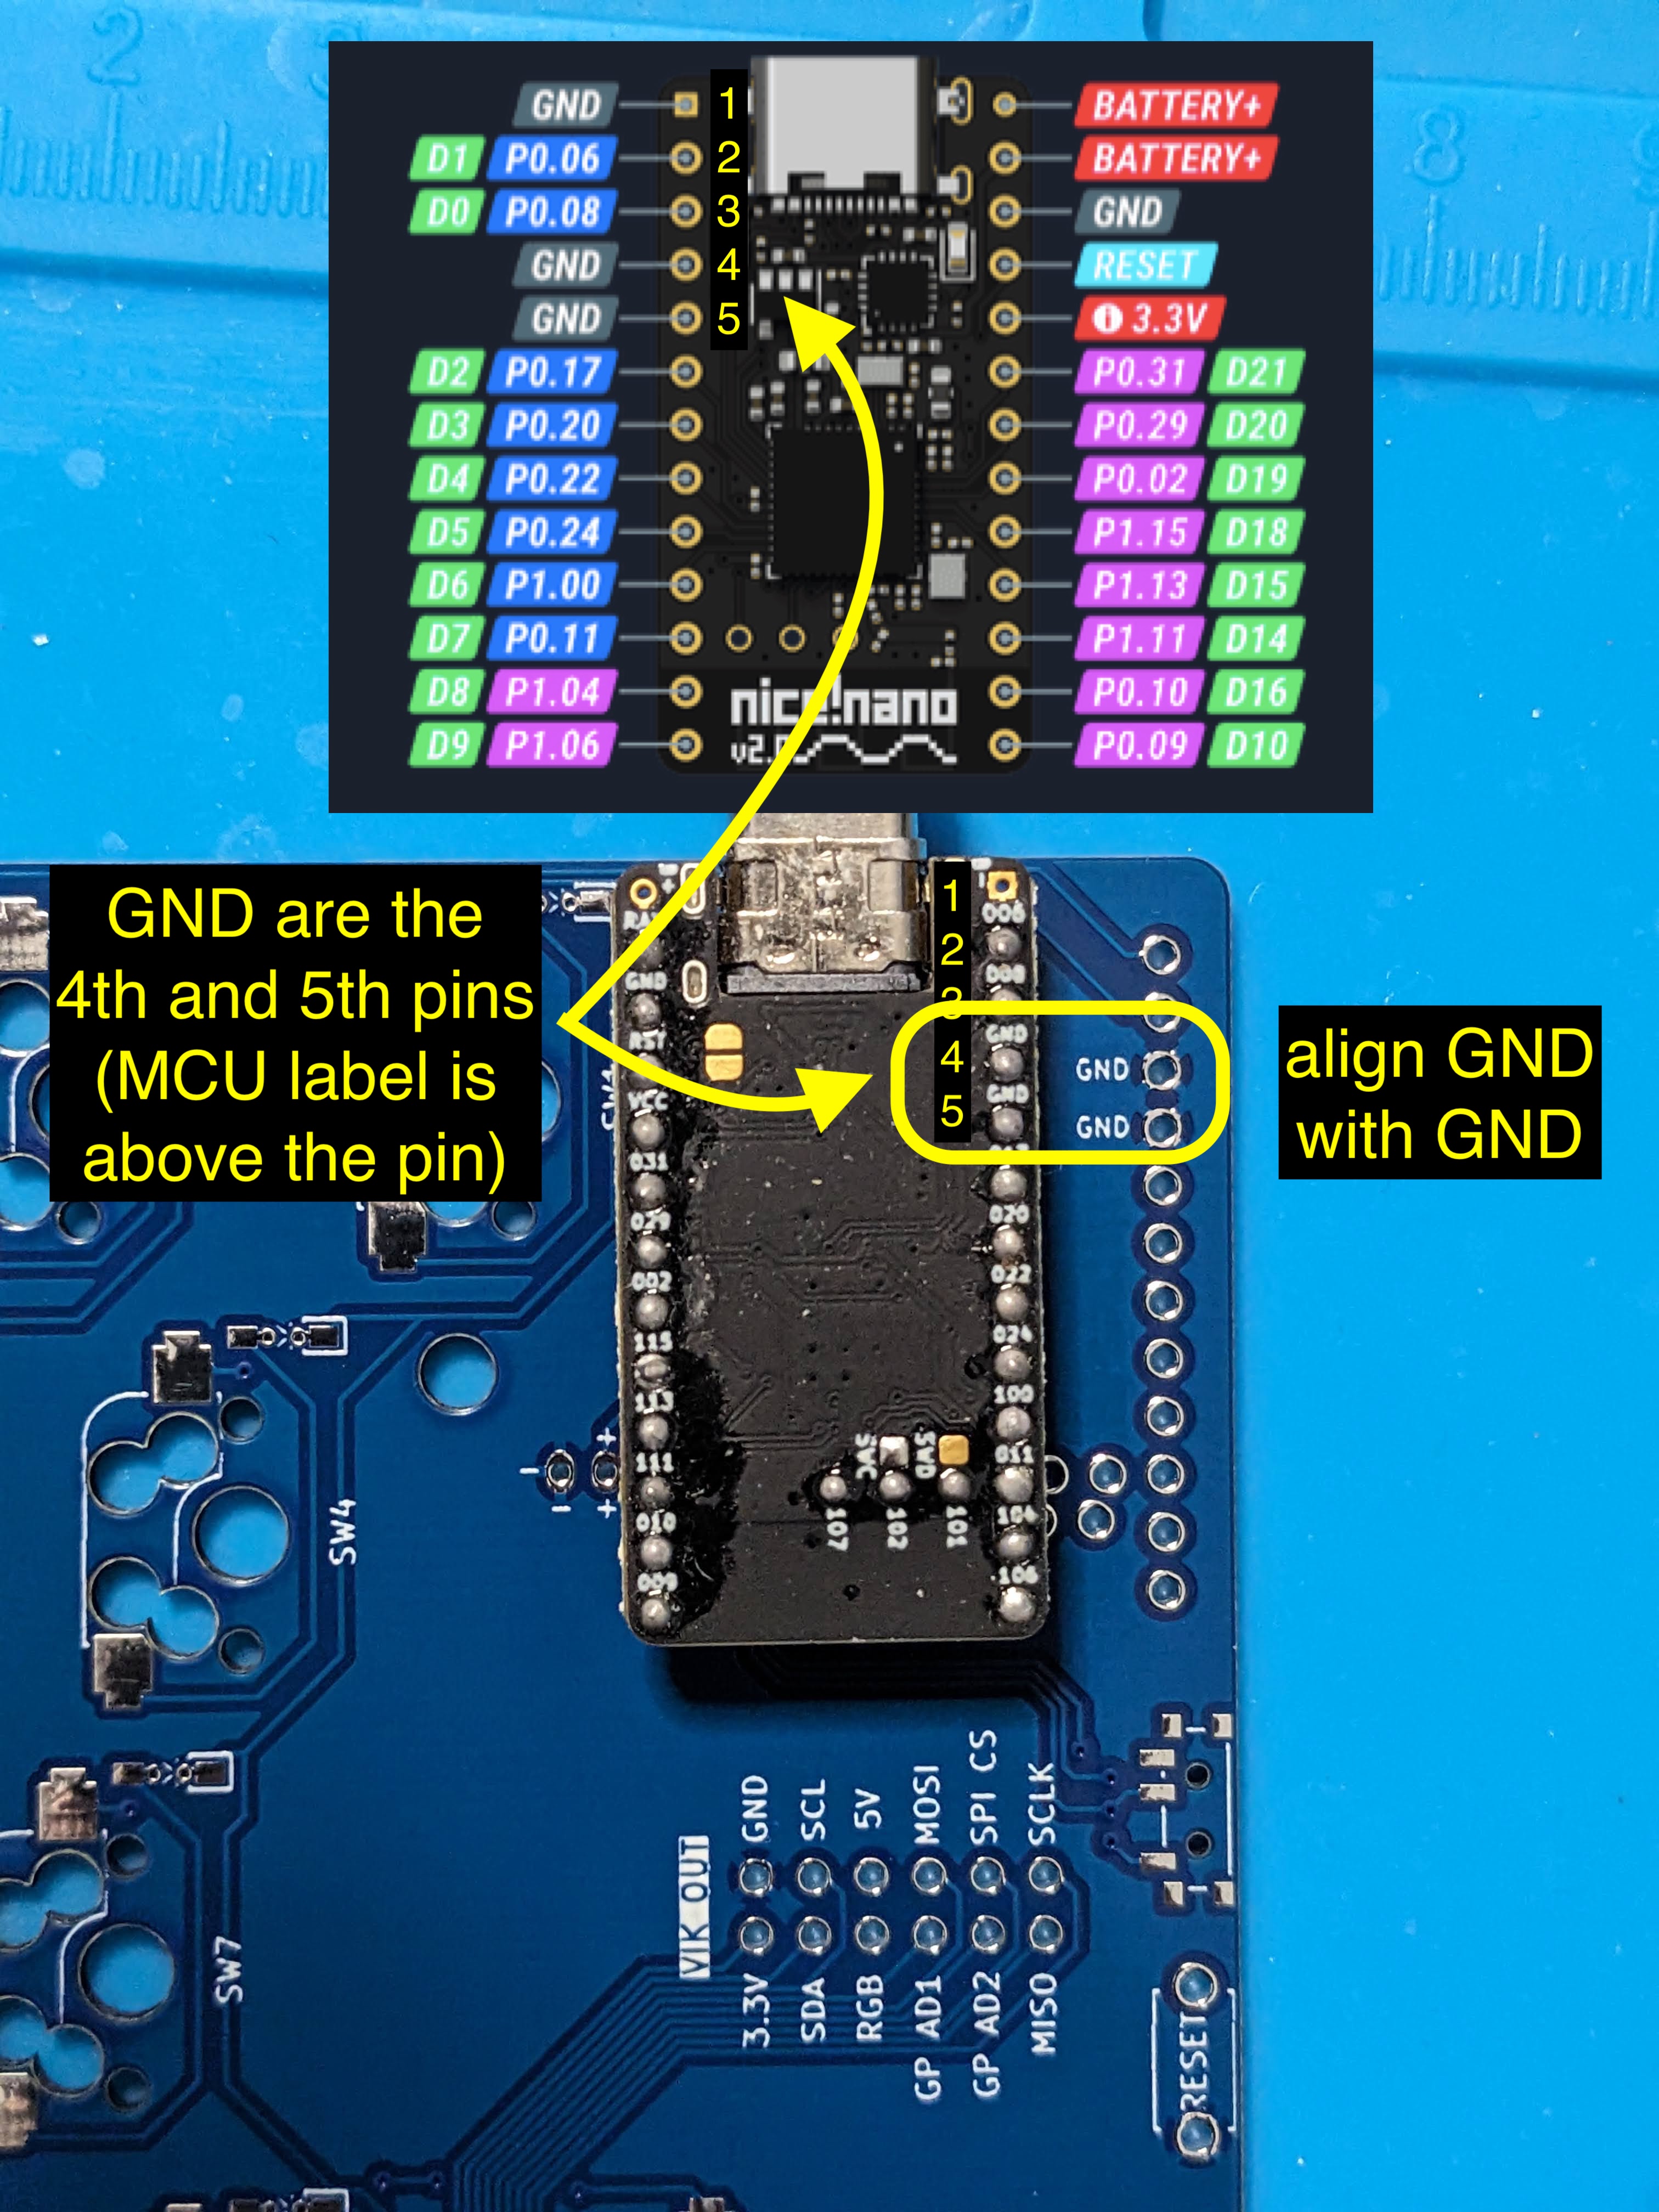 2
8
GND 1 BATTERY+
D1 P0.06 2 BATTERY+
D0 P0.08 3 GND
GND 4 RESET
GND 5 3.3V
D2 P0.17 P0.31 D21
D3 P0.20 P0.29 D20
D4 P0.22 P0.02 D19
D5 P0.24 P1.15 D18
D6 P1.00 P1.13 D15
D7 P0.11 P1.11 D14
D8 P1.04 P0.10 D16
D9 P1.06 P0.09 D10
nice!nano
v2.0
GND are the
4th and 5th pins
(MCU label is
above the pin)
1
2
3
4
5
006
008
GND
GND
020
022
024
100
011
104
106
GND
RST
VCC
031
029
002
115
113
111
010
009
SWC
SWD
107
102
101
GND
GND
align GND
with GND
+
-
+
-
SW4
SW7
VIK OUT
GND
SCL
5V
MOSI
SPI CS
SCLK
3.3V
SDA
RGB
GP AD1
GP AD2
MISO
RESET